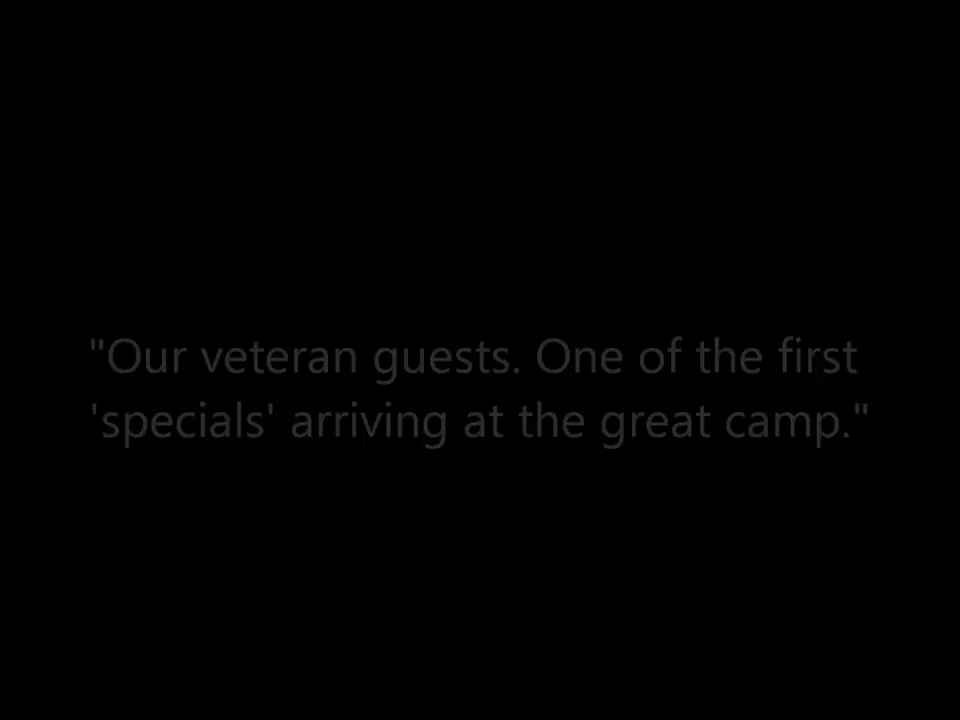 "Our veteran guests. One of the first
'specials' arriving at the great camp."